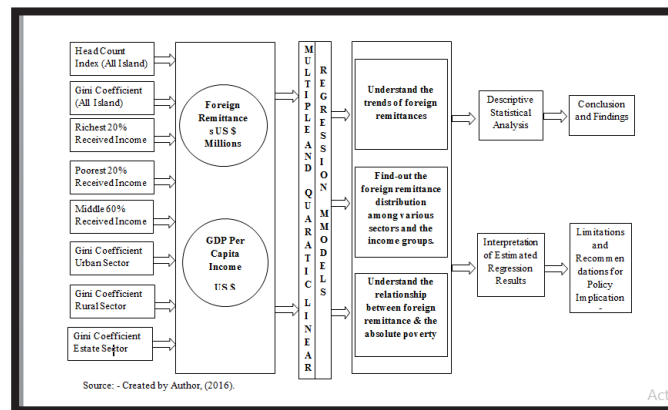 Head Count
Index (All Island)
Gini Coefficient
(All Island)
Richest 20%
Received Income
Poorest 20%
Received Income
Middle 60%
Received Income
Gini Coefficient
Urban Sector
Gini Coefficient
Rural Sector
Gini Coefficient
Estate Sector
Foreign
Remittance
s US $
Millions
GDP Per
Capita
Income
US $
MULTIPLE AND QUARATIC LINEAR
REGRESSION MMODELS
Understand the
trends of foreign
remittances
Find-out the
foreign remittance
distribution
among various
sectors and the
income groups.
Understand the
relationship
between foreign
remittance & the
absolute poverty
Descriptive
Statistical
Analysis
Conclusion
and Findings
Interpretation
of Estimated
Regression
Results
Limitations
and
Recommen
dations for
Policy
Implication
-
Source: - Created by Author, (2016).
Act